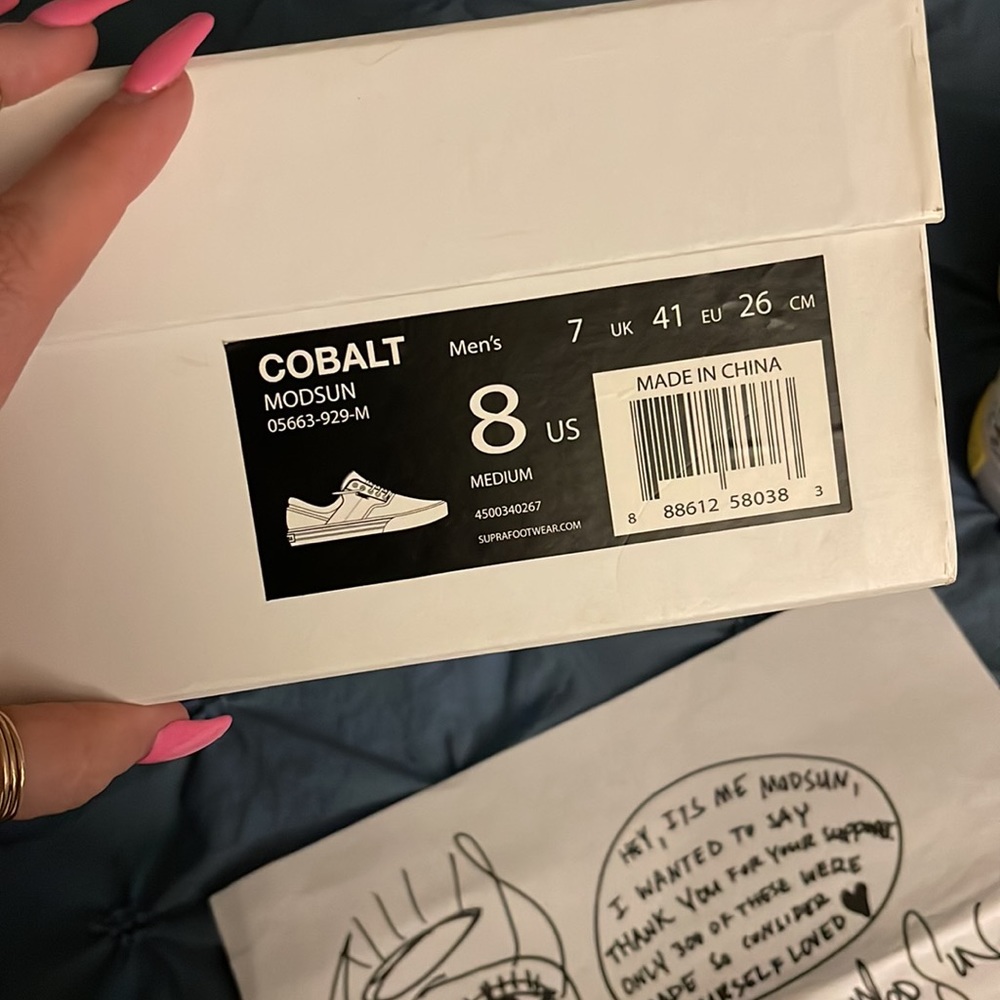 COBALT
MODSUN
05663-929-M
Men's
7 UK 41 EU 26 CM
8 US
MEDIUM
4500340267
SUPRAFOOTWEAR.COM
MADE IN CHINA
8 88612 58038 3
HEY, ITS ME MODSUN,
I WANTED TO SAY
THANK YOU FOR YOUR SUPPORT
ONLY 300 OF THESE WERE
SO CONSIDER
LOVED ♥